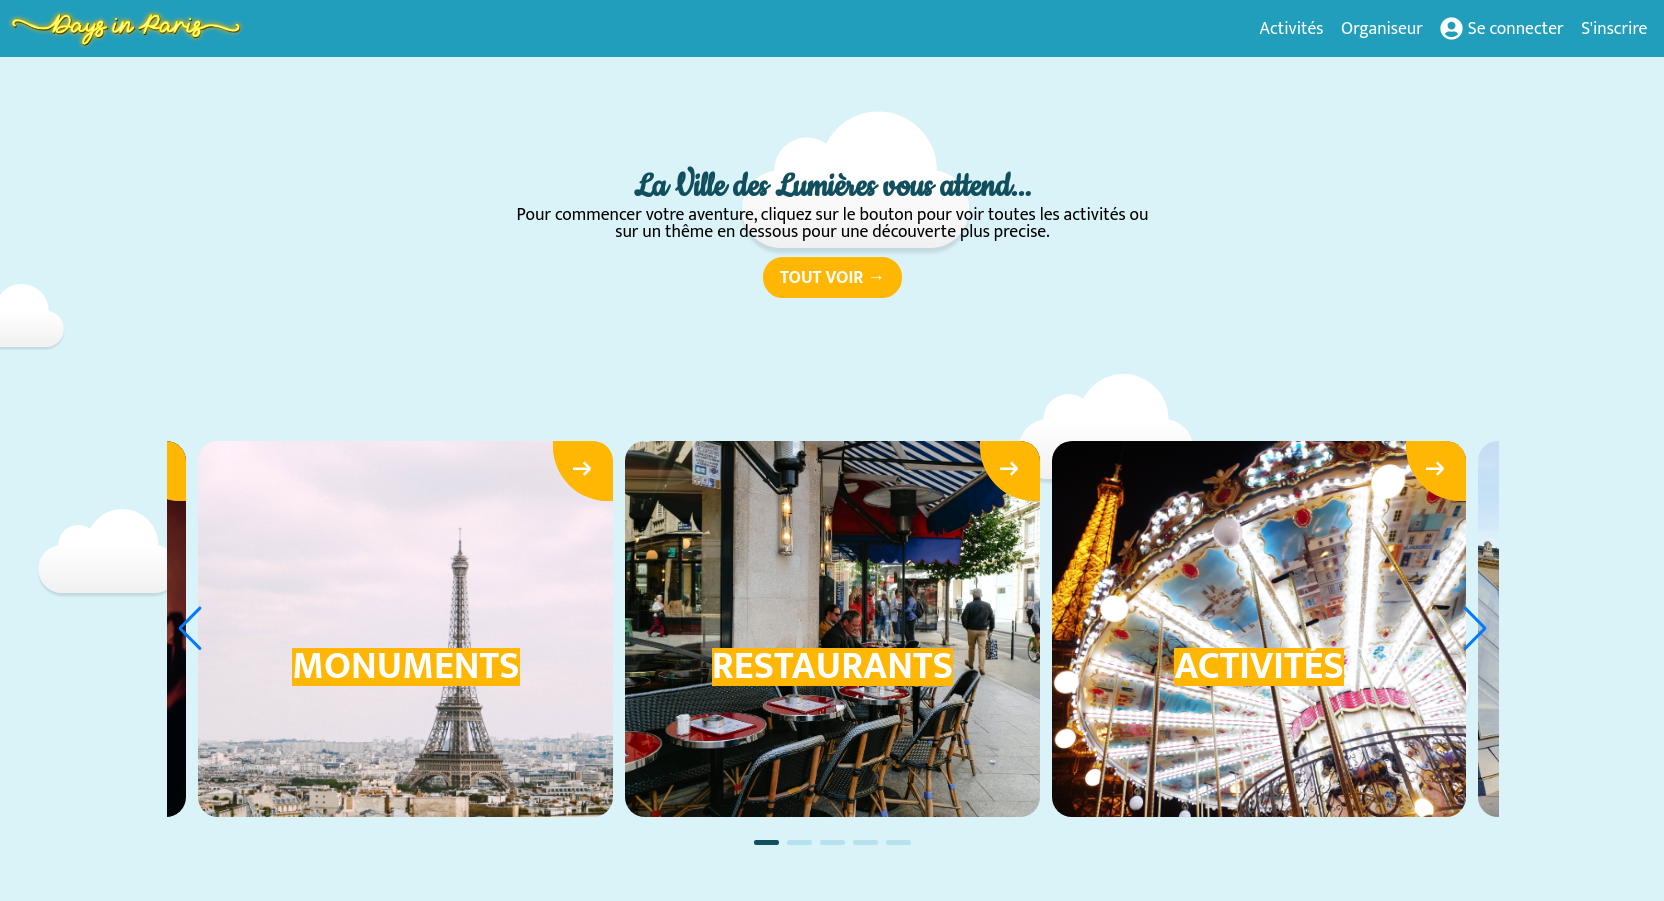 Days in Paris
Activités
Organiseur
Se connecter
S'inscrire
La Ville des Lumières vous attend...
Pour commencer votre aventure, cliquez sur le bouton pour voir toutes les activités ou
sur un thême en dessous pour une découverte plus precise.
TOUT VOIR →
MONUMENTS
RESTAURANTS
ACTIVITÉS